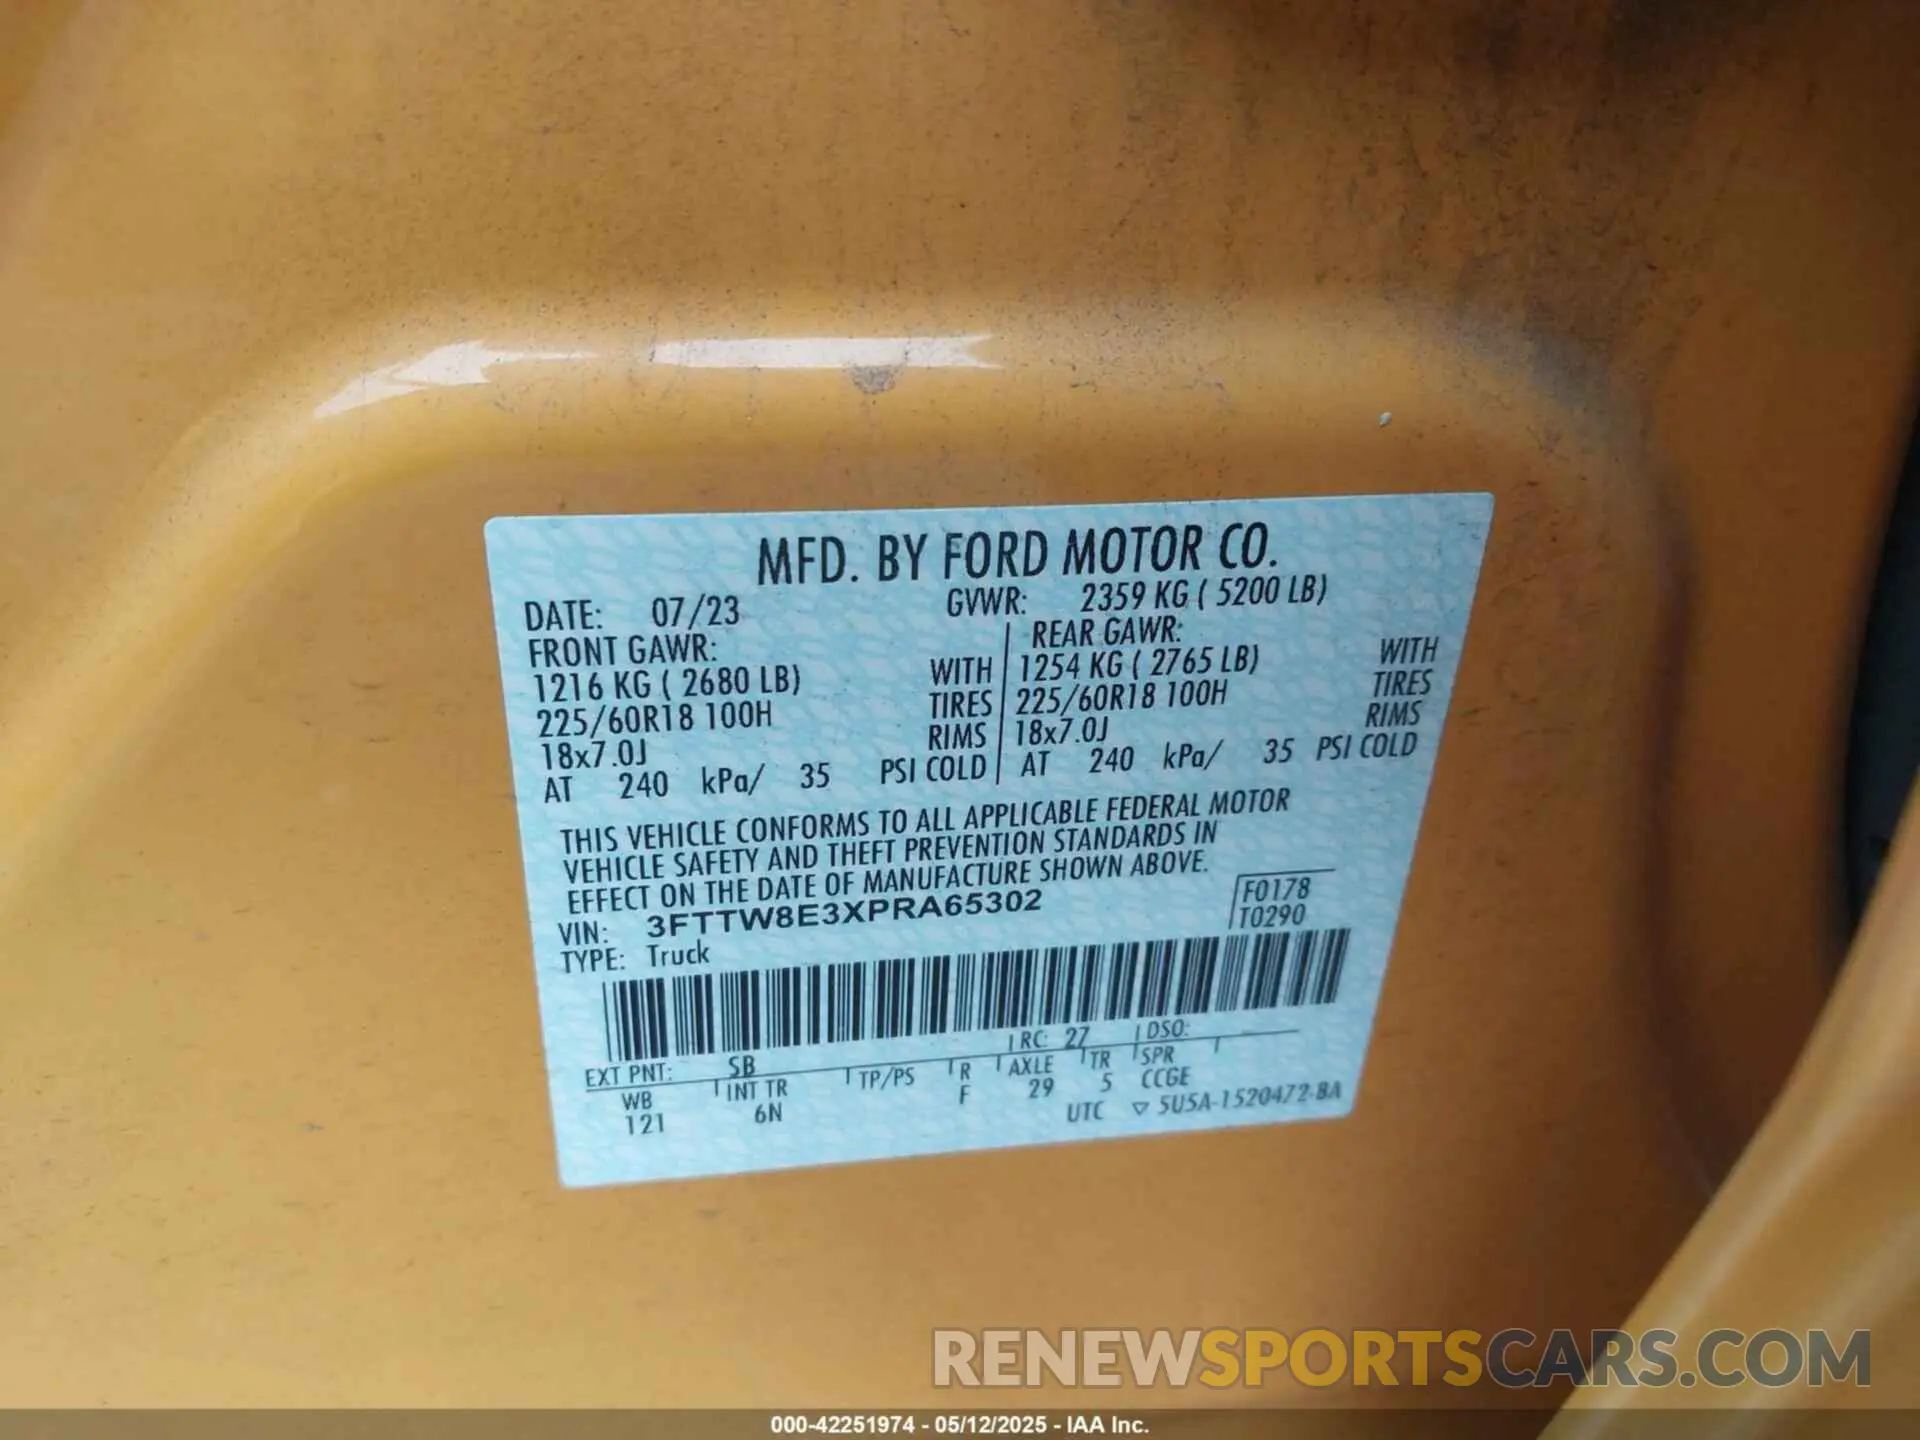 MFD. BY FORD MOTOR CO.
DATE: 07/23 GVWR: 2359 KG ( 5200 LB)
FRONT GAWR: REAR GAWR:
1216 KG ( 2680 LB) WITH 1254 KG ( 2765 LB) WITH
225/60R18 100H TIRES 225/60R18 100H TIRES
18x7.0J RIMS 18x7.0J RIMS
AT 240 kPa/ 35 PSI COLD AT 240 kPa/ 35 PSI COLD
THIS VEHICLE CONFORMS TO ALL APPLICABLE FEDERAL MOTOR
VEHICLE SAFETY AND THEFT PREVENTION STANDARDS IN
EFFECT ON THE DATE OF MANUFACTURE SHOWN ABOVE.
VIN: 3FTTW8E3XPRA65302 F0178
TYPE: Truck T0290
EXT PNT: SB RC: 27 DSO:
WB INT TR TP/PS R AXLE TR SPR
121 6N F 29 5 CCGE
UTC ▽ 5U5A-1520472-BA
RENEWSPORTSCARS.COM
000-42251974 - 05/12/2025 - IAA Inc.